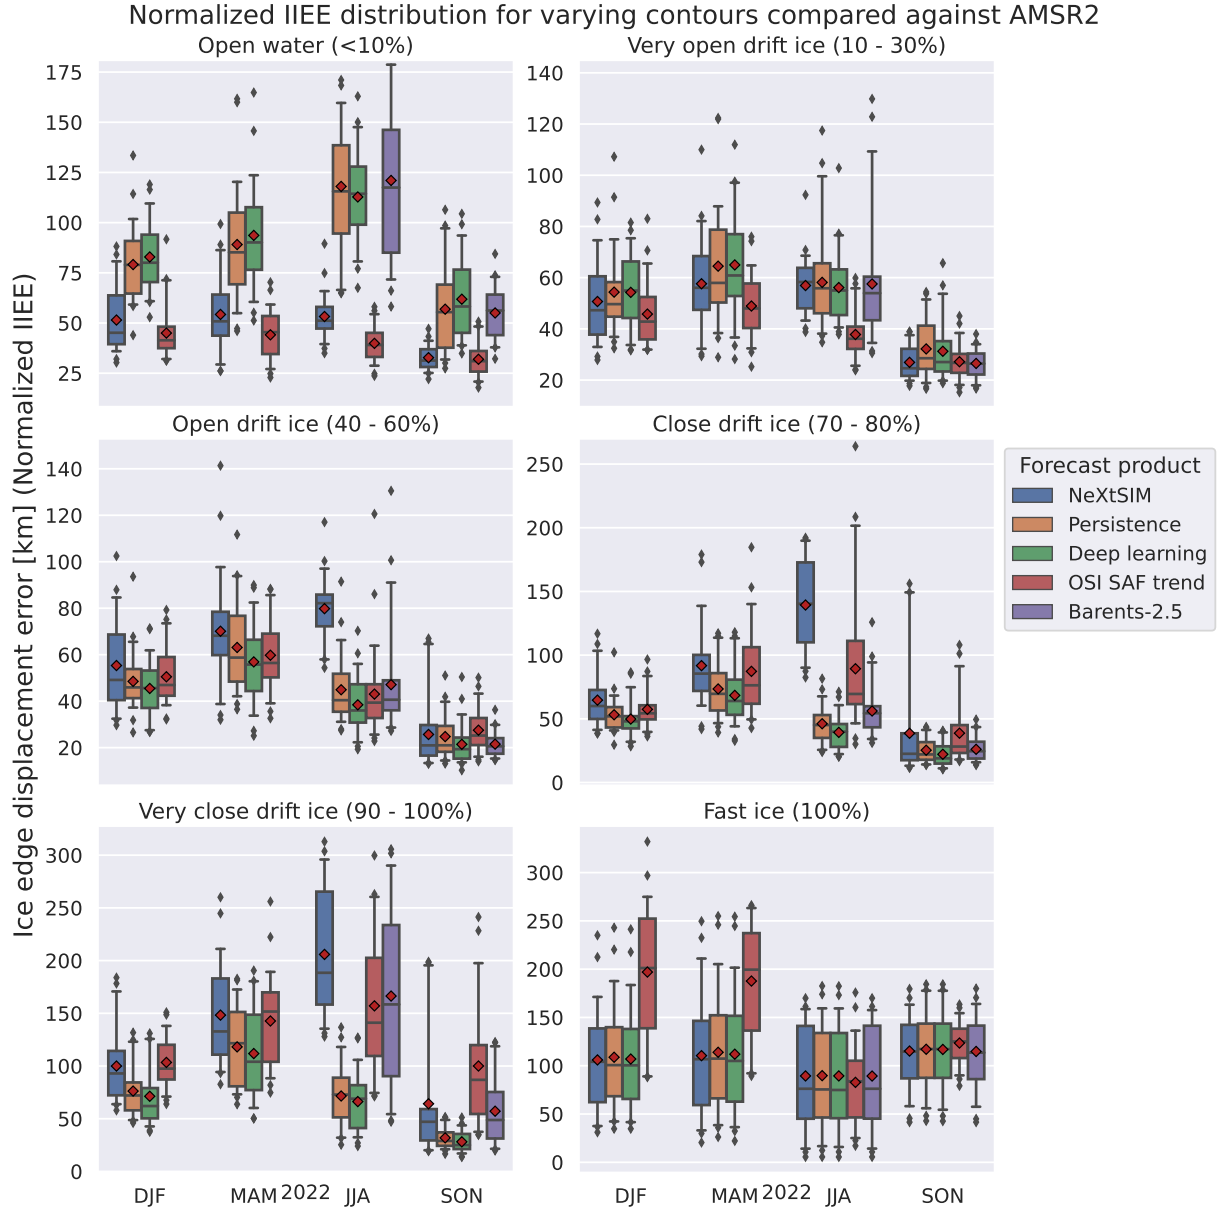 Normalized IIEE distribution for varying contours compared against AMSR2
Open water (<10%)
Very open drift ice (10 - 30%)
175
150
125
100
75
50
25
140
120
100
80
60
40
20
Open drift ice (40 - 60%)
Close drift ice (70 - 80%)
140
120
100
80
60
40
20
250
200
150
100
50
0
Ice edge displacement error [km] (Normalized IIEE)
Forecast product
NeXtSIM
Persistence
Deep learning
OSI SAF trend
Barents-2.5
Very close drift ice (90 - 100%)
Fast ice (100%)
300
250
200
150
100
50
0
300
250
200
150
100
50
0
DJF MAM 2022 JJA SON
DJF MAM 2022 JJA SON